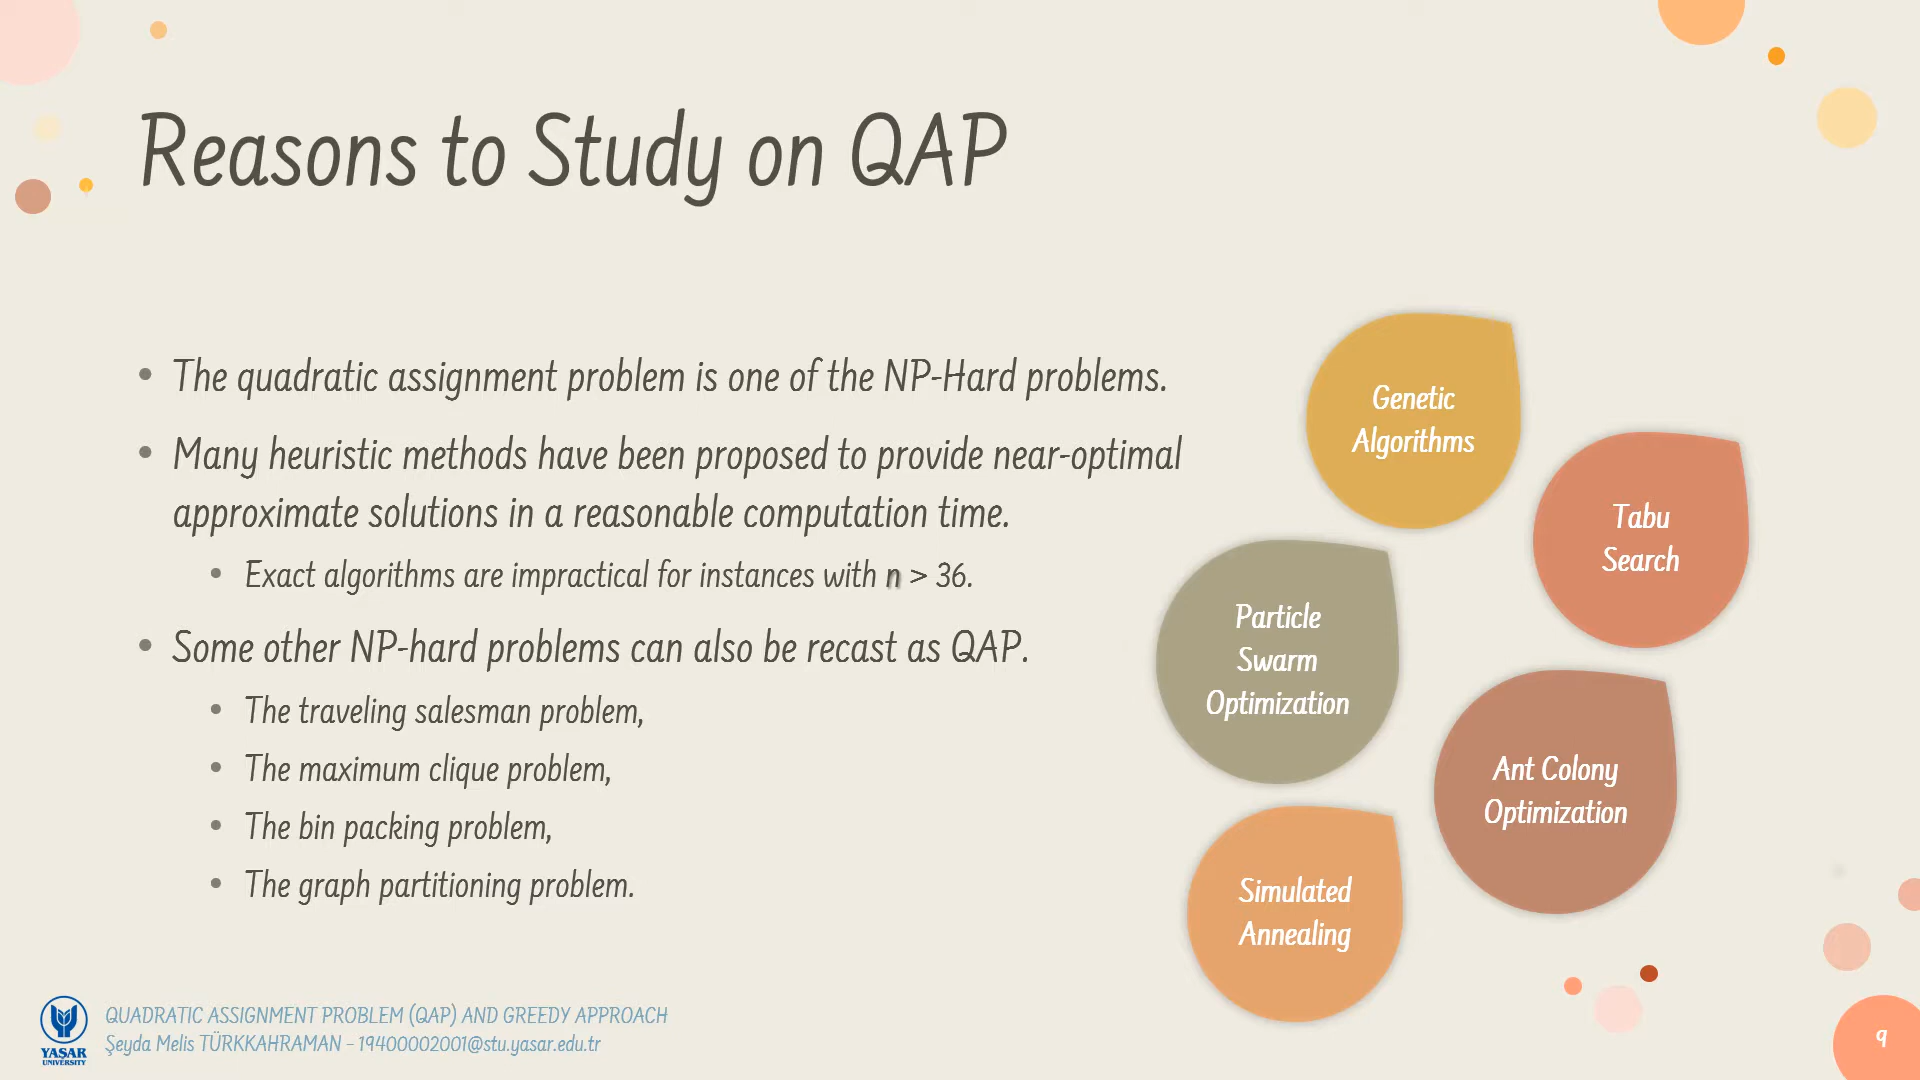 Reasons to Study on QAP
• The quadratic assignment problem is one of the NP-Hard problems.
• Many heuristic methods have been proposed to provide near-optimal
approximate solutions in a reasonable computation time.
• Exact algorithms are impractical for instances with n > 36.
• Some other NP-hard problems can also be recast as QAP.
• The traveling salesman problem,
• The maximum clique problem,
• The bin packing problem,
• The graph partitioning problem.
Genetic
Algorithms
Tabu
Search
Particle
Swarm
Optimization
Ant Colony
Optimization
Simulated
Annealing
YAŞAR
UNIVERSITY
QUADRATIC ASSIGNMENT PROBLEM (QAP) AND GREEDY APPROACH
Şeyda Melis TÜRKKAHRAMAN – 19400002001@stu.yasar.edu.tr
9